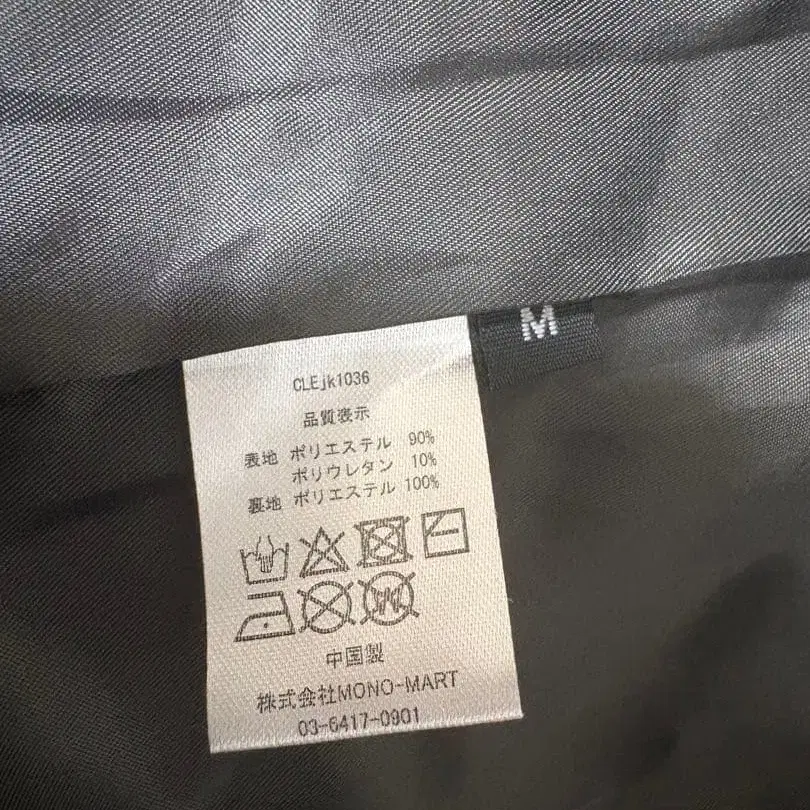 M
CLEjk1036
品質表示
表地 ポリエステル 90%
ポリウレタン 10%
裏地 ポリエステル 100%
中国製
株式会社MONO-MART
03-6417-0901